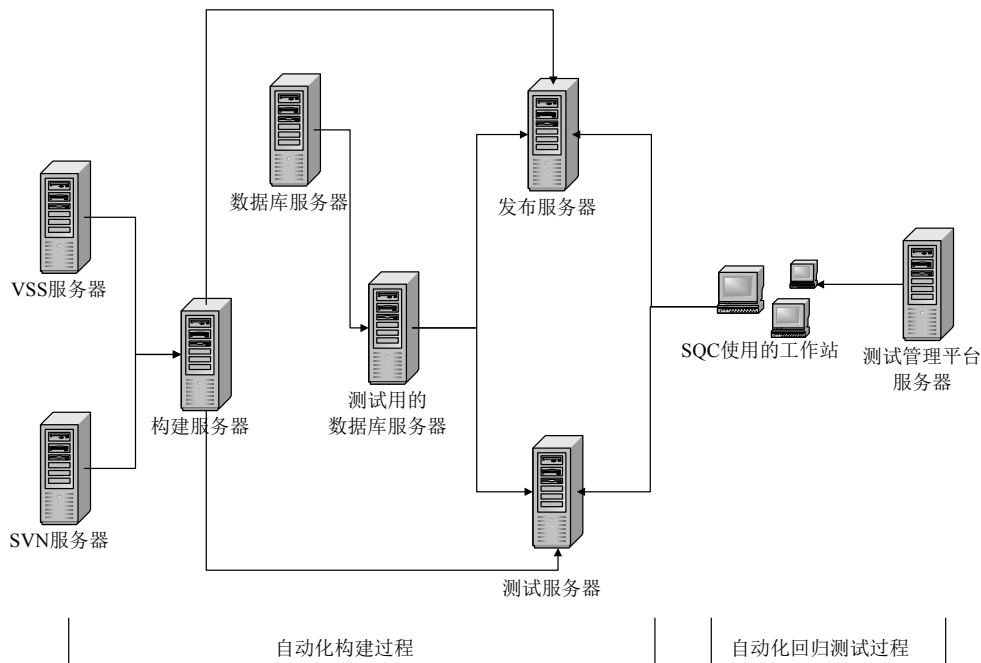 数据库服务器
发布服务器
VSS服务器
SQC使用的工作站
测试管理平台
服务器
构建服务器
测试用的
数据库服务器
SVN服务器
测试服务器
自动化构建过程
自动化回归测试过程